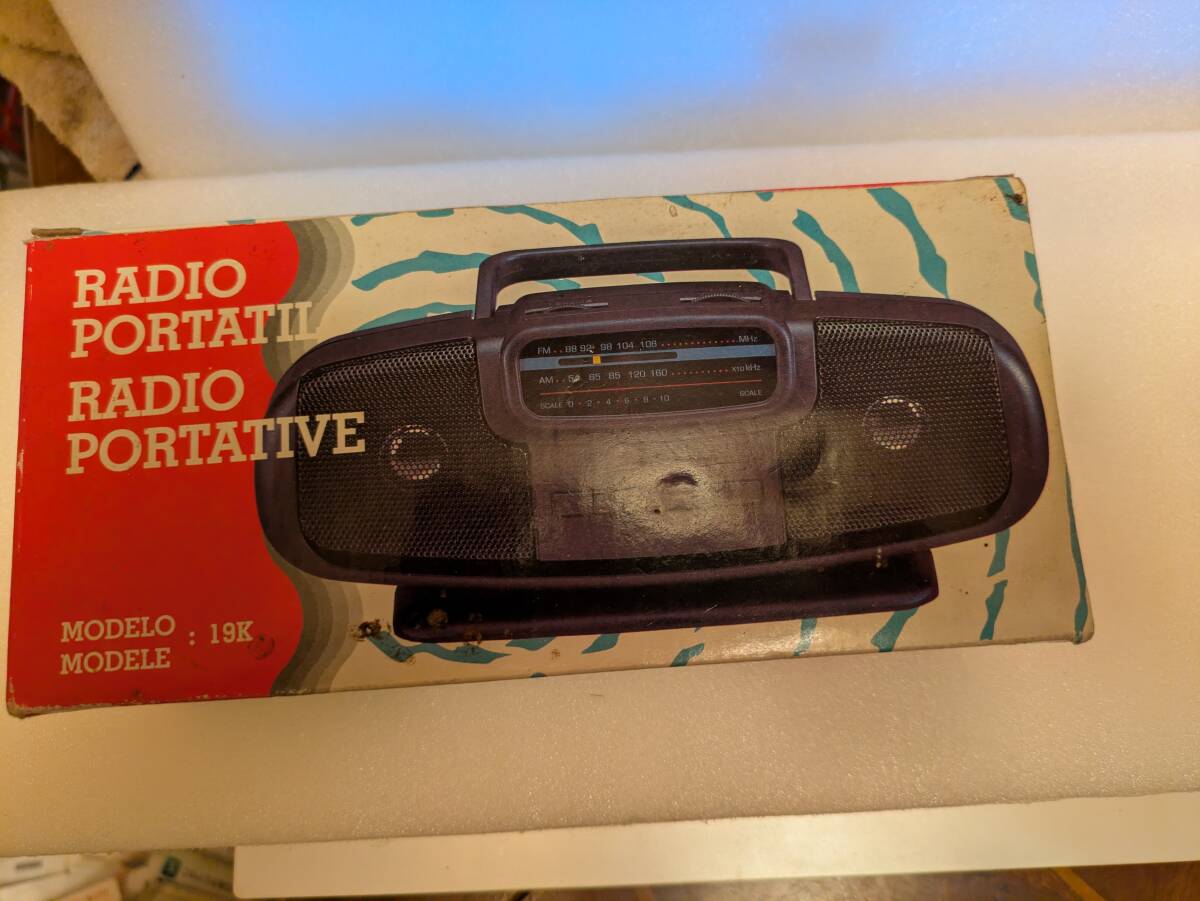 RADIO
PORTATIL
RADIO
PORTATIVE
MODELO
MODELE
: 19K
FM 88 92 98 104 108 MHz
AM 53 65 85 120 160 x10 kHz
SCALE 0 2 4 6 8 10 SCALE